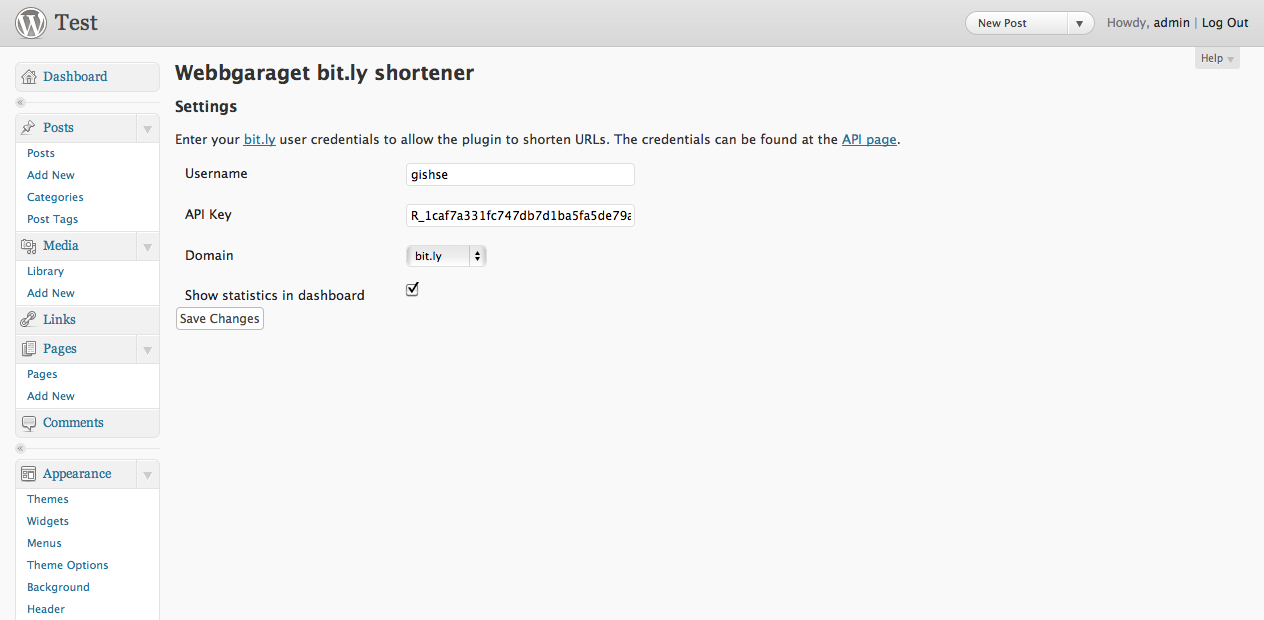 Test
New Post
Howdy, admin | Log Out
Help
Dashboard
Posts
Posts
Add New
Categories
Post Tags
Media
Library
Add New
Links
Pages
Pages
Add New
Comments
Appearance
Themes
Widgets
Menus
Theme Options
Background
Header
Webbgaraget bit.ly shortener
Settings
Enter your bit.ly user credentials to allow the plugin to shorten URLs. The credentials can be found at the API page.
Username
gishse
API Key
R_1caf7a331fc747db7d1ba5fa5de79a
Domain
bit.ly
Show statistics in dashboard
Save Changes